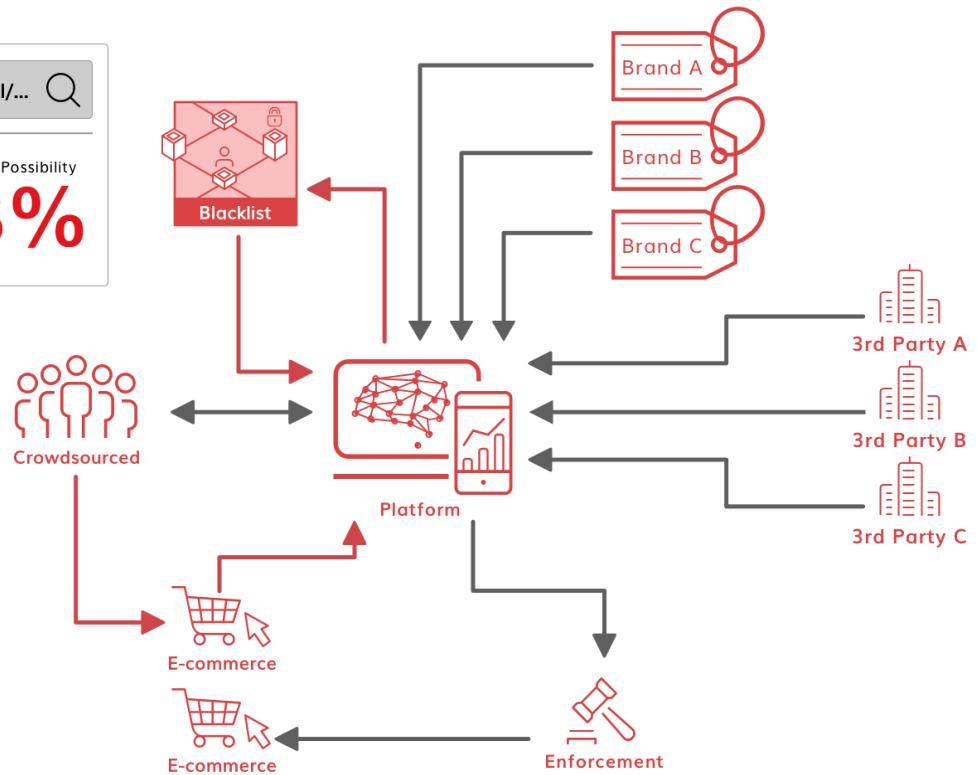 l/...
Possibility
%
Blacklist
Brand A
Brand B
Brand C
3rd Party A
3rd Party B
3rd Party C
Crowdsourced
Platform
E-commerce
E-commerce
Enforcement